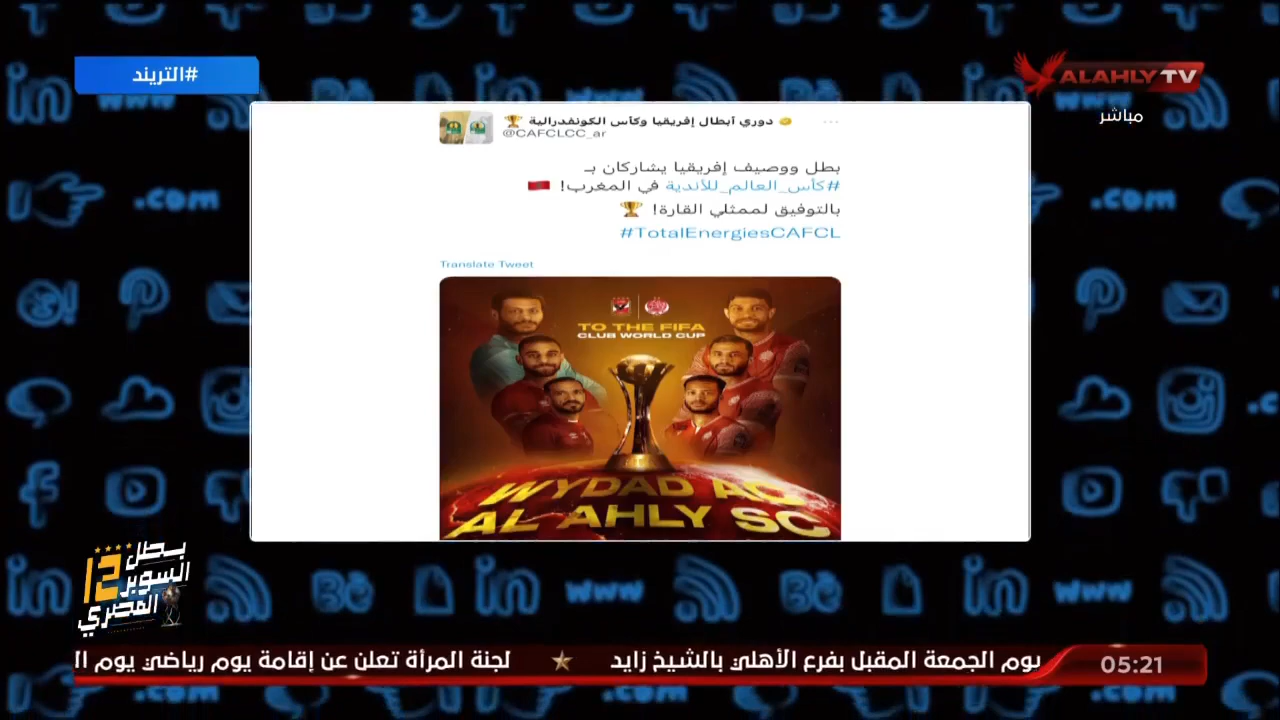 #التريند
ALAHLY TV
مباشر
دوري أبطال إفريقيا وكأس الكونفدرالية
@CAFCLCC_ar
بطل ووصيف إفريقيا يشاركان بـ
#كأس_العالم_للأندية في المغرب!
بالتوفيق لممثلي القارة!
#TotalEnergiesCAFCL
Translate Tweet
TO THE FIFA
CLUB WORLD CUP
WYDAD AC
AL AHLY SC
بطل
السوبر 12
المصري
يوم الجمعة المقبل بفرع الأهلي بالشيخ زايد ★ لجنة المرأة تعلن عن إقامة يوم رياضي يوم ال
05:21